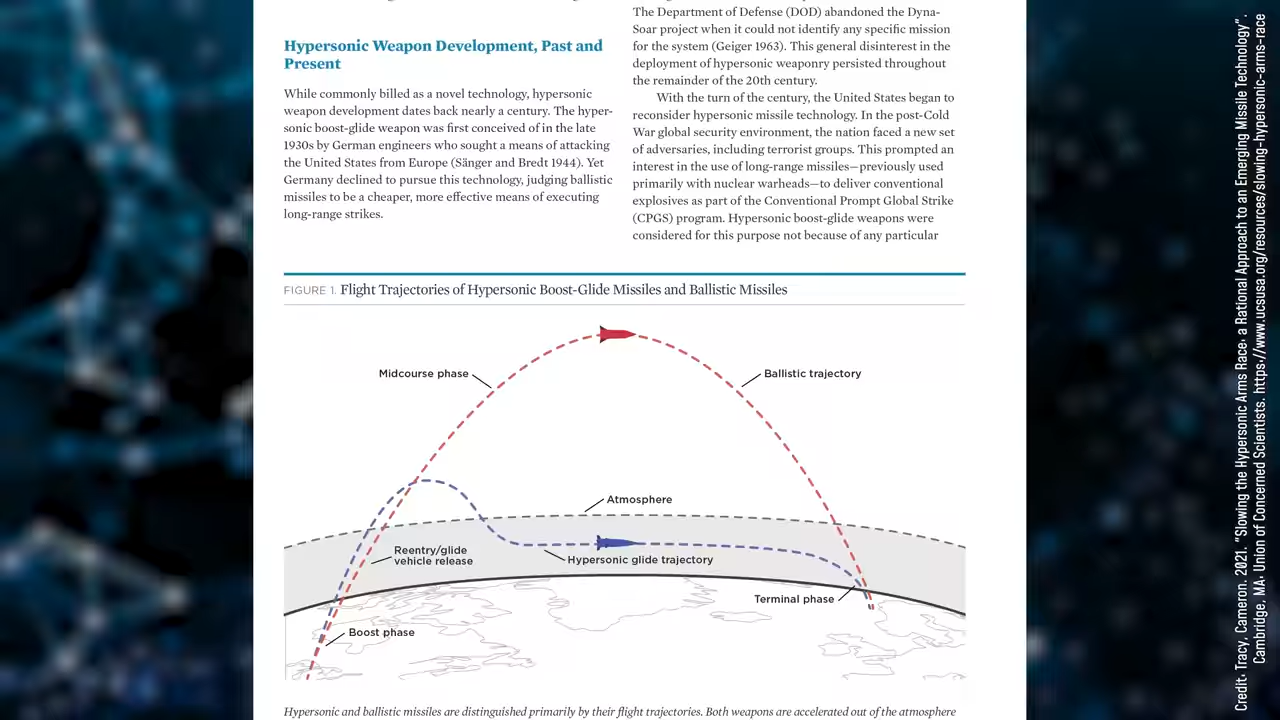 Hypersonic Weapon Development, Past and
Present
While commonly billed as a novel technology, hypersonic
weapon development dates back nearly a century. The hyper-
sonic boost-glide weapon was first conceived of in the late
1930s by German engineers who sought a means of attacking
the United States from Europe (Sänger and Bredt 1944). Yet
Germany declined to pursue this technology, judging ballistic
missiles to be a cheaper, more effective means of executing
long-range strikes.
The Department of Defense (DOD) abandoned the Dyna-
Soar project when it could not identify any specific mission
for the system (Geiger 1963). This general disinterest in the
deployment of hypersonic weaponry persisted throughout
the remainder of the 20th century.
With the turn of the century, the United States began to
reconsider hypersonic missile technology. In the post-Cold
War global security environment, the nation faced a new set
of adversaries, including terrorist groups. This prompted an
interest in the use of long-range missiles—previously used
primarily with nuclear warheads—to deliver conventional
explosives as part of the Conventional Prompt Global Strike
(CPGS) program. Hypersonic boost-glide weapons were
considered for this purpose not because of any particular
FIGURE 1. Flight Trajectories of Hypersonic Boost-Glide Missiles and Ballistic Missiles
Midcourse phase
Ballistic trajectory
Atmosphere
Reentry/glide
vehicle release
Hypersonic glide trajectory
Terminal phase
Boost phase
Hypersonic and ballistic missiles are distinguished primarily by their flight trajectories. Both weapons are accelerated out of the atmosphere
Credit: Tracy, Cameron. 2021. "Slowing the Hypersonic Arms Race: a Rational Approach to an Emerging Missile Technology".
Cambridge, MA: Union of Concerned Scientists. https://www.ucsusa.org/resources/slowing-hypersonic-arms-race